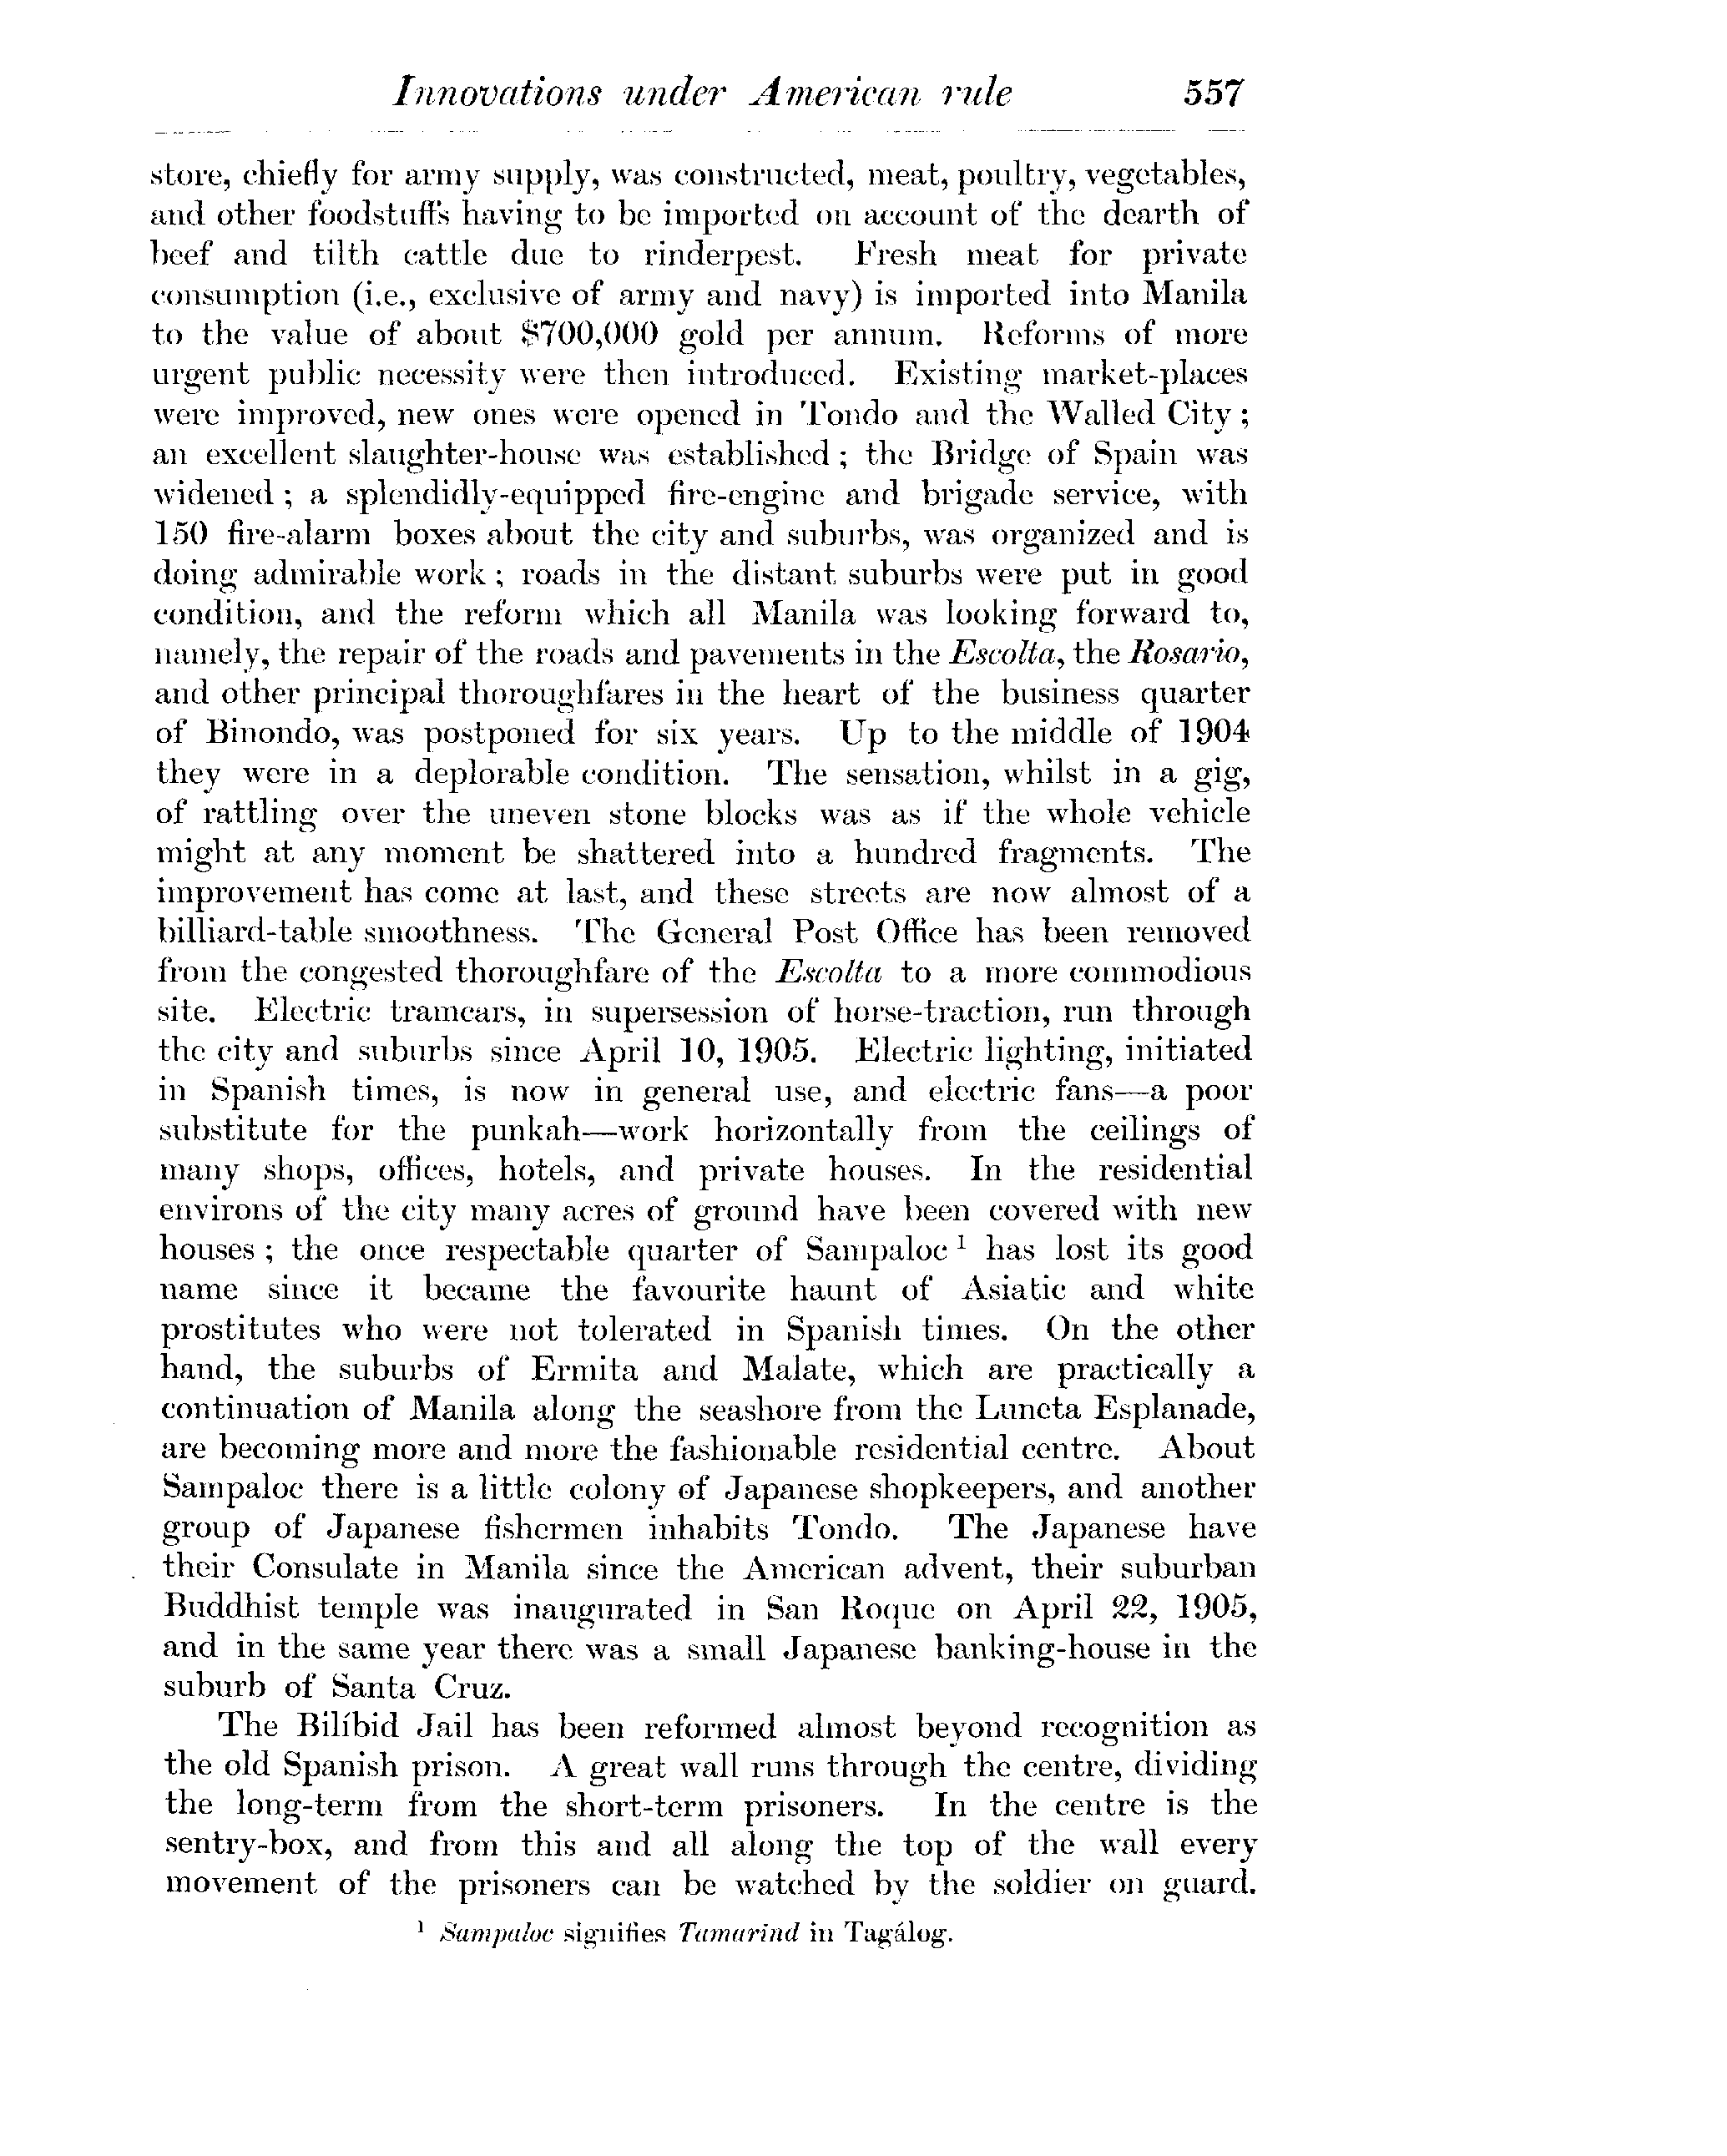 Innovations under American rule 557
store, chiefly for army supply, was constructed, meat, poultry, vegetables,
and other foodstuffs having to be imported on account of the dearth of
beef and tilth cattle due to rinderpest. Fresh meat for private
consumption (i.e., exclusive of army and navy) is imported into Manila
to the value of about $700,000 gold per annum. Reforms of more
urgent public necessity were then introduced. Existing market-places
were improved, new ones were opened in Tondo and the Walled City ;
an excellent slaughter-house was established ; the Bridge of Spain was
widened ; a splendidly-equipped fire-engine and brigade service, with
150 fire-alarm boxes about the city and suburbs, was organized and is
doing admirable work ; roads in the distant suburbs were put in good
condition, and the reform which all Manila was looking forward to,
namely, the repair of the roads and pavements in the Escolta, the Rosario,
and other principal thoroughfares in the heart of the business quarter
of Binondo, was postponed for six years. Up to the middle of 1904
they were in a deplorable condition. The sensation, whilst in a gig,
of rattling over the uneven stone blocks was as if the whole vehicle
might at any moment be shattered into a hundred fragments. The
improvement has come at last, and these streets are now almost of a
billiard-table smoothness. The General Post Office has been removed
from the congested thoroughfare of the Escolta to a more commodious
site. Electric tramcars, in supersession of horse-traction, run through
the city and suburbs since April 10, 1905. Electric lighting, initiated
in Spanish times, is now in general use, and electric fans—a poor
substitute for the punkah—work horizontally from the ceilings of
many shops, offices, hotels, and private houses. In the residential
environs of the city many acres of ground have been covered with new
houses ; the once respectable quarter of Sampaloc ¹ has lost its good
name since it became the favourite haunt of Asiatic and white
prostitutes who were not tolerated in Spanish times. On the other
hand, the suburbs of Ermita and Malate, which are practically a
continuation of Manila along the seashore from the Luneta Esplanade,
are becoming more and more the fashionable residential centre. About
Sampaloc there is a little colony of Japanese shopkeepers, and another
group of Japanese fishermen inhabits Tondo. The Japanese have
their Consulate in Manila since the American advent, their suburban
Buddhist temple was inaugurated in San Roque on April 22, 1905,
and in the same year there was a small Japanese banking-house in the
suburb of Santa Cruz.
The Bilíbid Jail has been reformed almost beyond recognition as
the old Spanish prison. A great wall runs through the centre, dividing
the long-term from the short-term prisoners. In the centre is the
sentry-box, and from this and all along the top of the wall every
movement of the prisoners can be watched by the soldier on guard.
¹ Sampaloc signifies Tamarind in Tagálog.